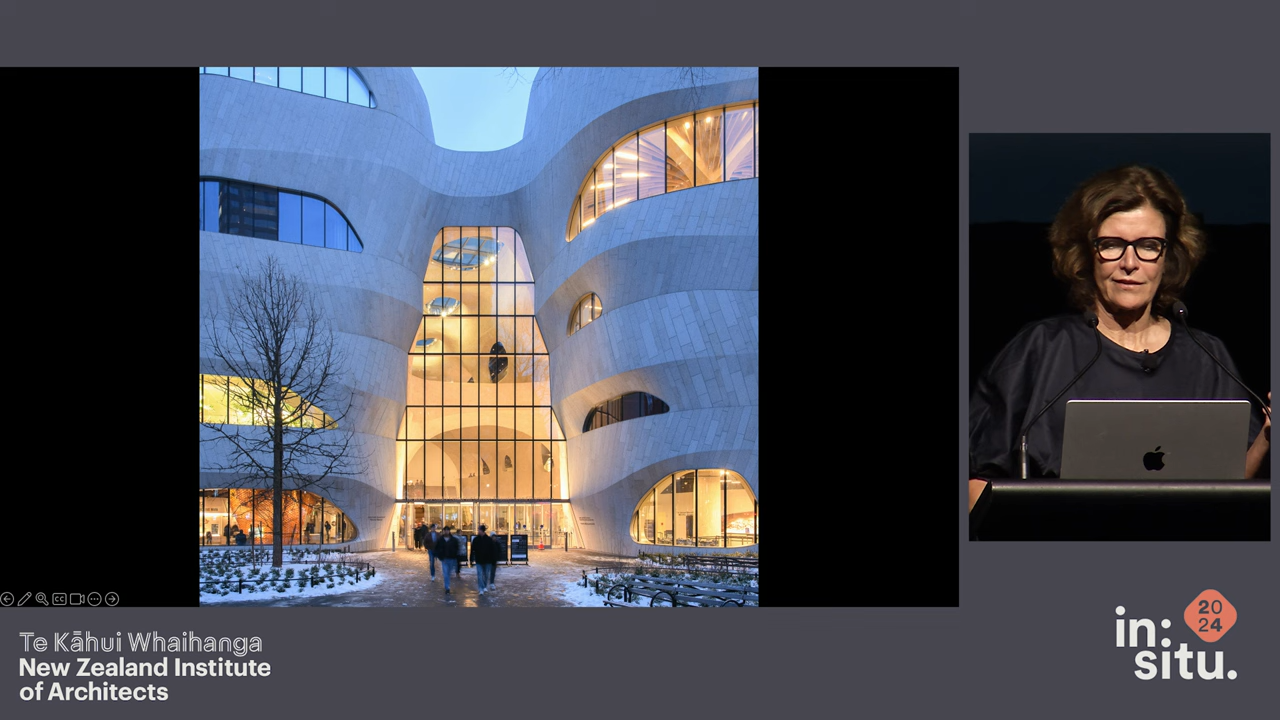 Te Kāhui Whaihanga
New Zealand Institute
of Architects
in:
situ.
20
24